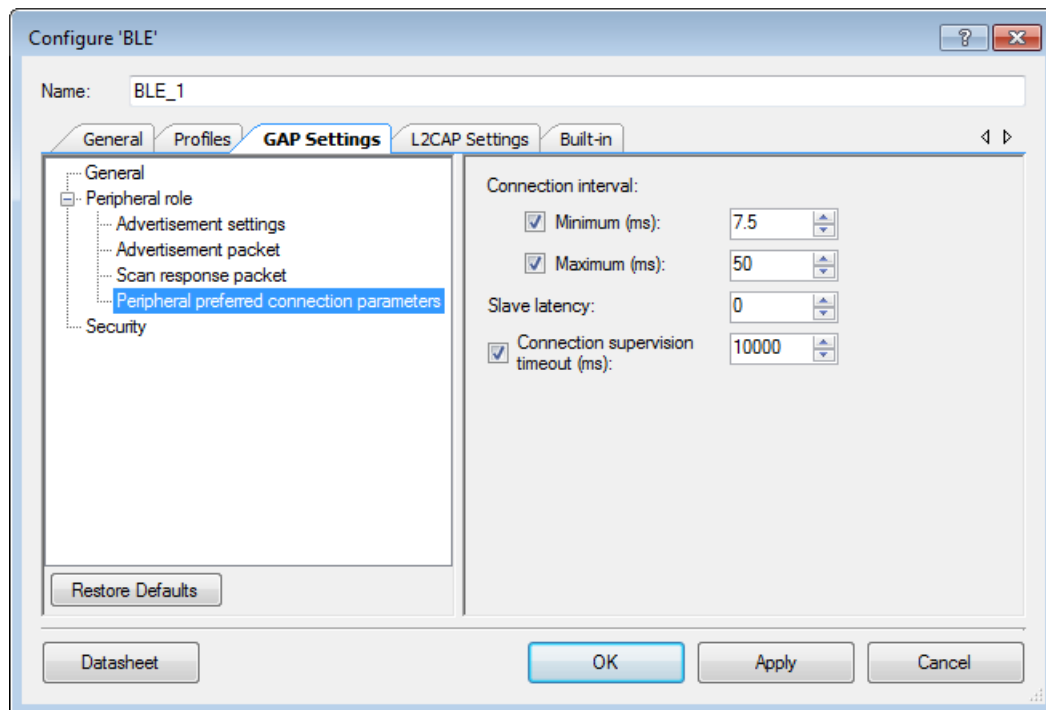 Configure 'BLE'
Name: BLE_1
General Profiles GAP Settings L2CAP Settings Built-in
General
Peripheral role
Advertisement settings
Advertisement packet
Scan response packet
Peripheral preferred connection parameters
Security
Restore Defaults
Connection interval:
Minimum (ms): 7.5
Maximum (ms): 50
Slave latency: 0
Connection supervision
timeout (ms): 10000
Datasheet OK Apply Cancel